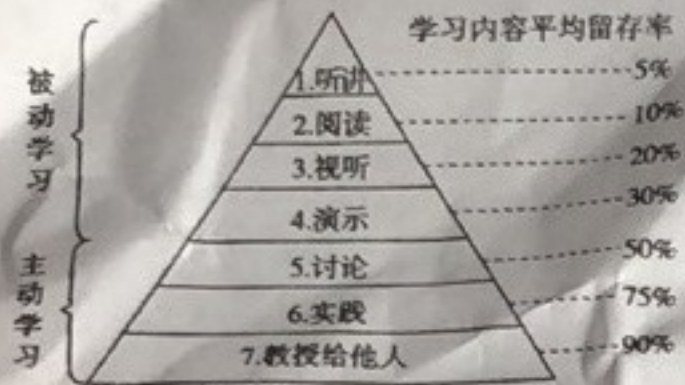 学习内容平均留存率
被动学习
1.听讲 5%
2.阅读 10%
3.视听 20%
4.演示 30%
主动学习
5.讨论 50%
6.实践 75%
7.教授给他人 90%